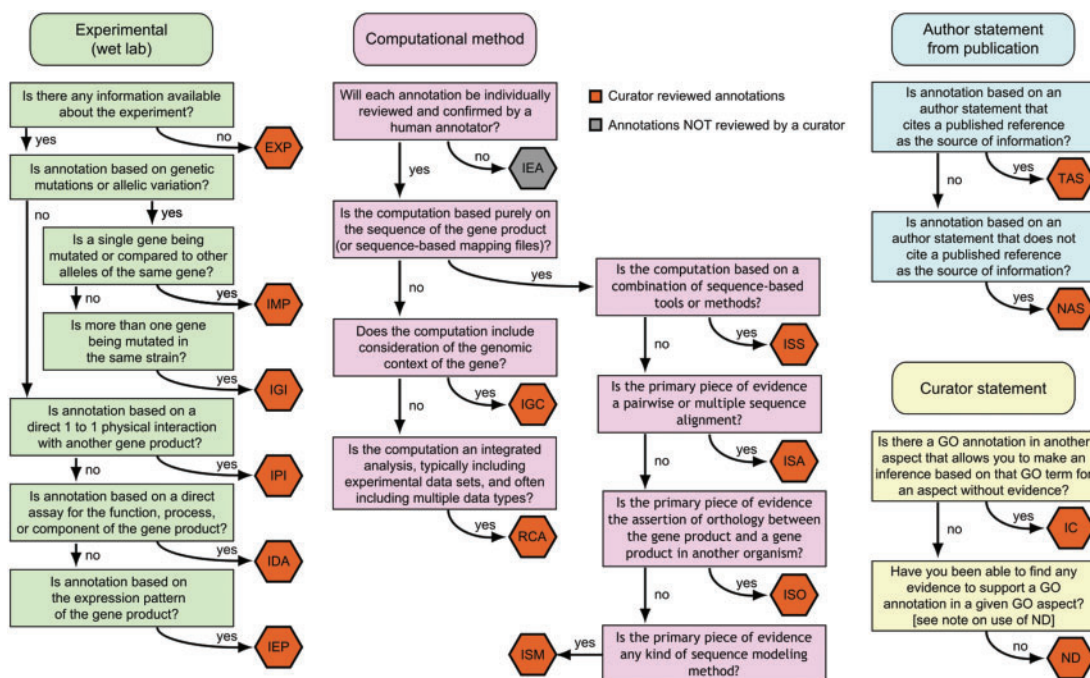 Experimental
(wet lab)
Is there any information available
about the experiment?
yes
no
EXP
Is annotation based on genetic
mutations or allelic variation?
no
yes
Is a single gene being
mutated or compared to other
alleles of the same gene?
no
yes
IMP
Is more than one gene
being mutated in
the same strain?
yes
IGI
Is annotation based on a
direct 1 to 1 physical interaction
with another gene product?
no
yes
IPI
Is annotation based on a direct
assay for the function, process,
or component of the gene product?
no
yes
IDA
Is annotation based on
the expression pattern
of the gene product?
yes
IEP
Computational method
Will each annotation be individually
reviewed and confirmed by a
human annotator?
yes
no
IEA
Is the computation based purely on
the sequence of the gene product
(or sequence-based mapping files)?
no
yes
Does the computation include
consideration of the genomic
context of the gene?
no
yes
IGC
Is the computation an integrated
analysis, typically including
experimental data sets, and often
including multiple data types?
yes
RCA
Curator reviewed annotations
Annotations NOT reviewed by a curator
Is the computation based on a
combination of sequence-based
tools or methods?
no
yes
ISS
Is the primary piece of evidence
a pairwise or multiple sequence
alignment?
no
yes
ISA
Is the primary piece of evidence
the assertion of orthology between
the gene product and a gene
product in another organism?
no
yes
ISO
Is the primary piece of evidence
any kind of sequence modeling
method?
yes
ISM
Author statement
from publication
Is annotation based on an
author statement that
cites a published reference
as the source of information?
no
yes
TAS
Is annotation based on an
author statement that does not
cite a published reference
as the source of information?
yes
NAS
Curator statement
Is there a GO annotation in another
aspect that allows you to make an
inference based on that GO term for
an aspect without evidence?
no
yes
IC
Have you been able to find any
evidence to support a GO
annotation in a given GO aspect?
[see note on use of ND]
no
ND